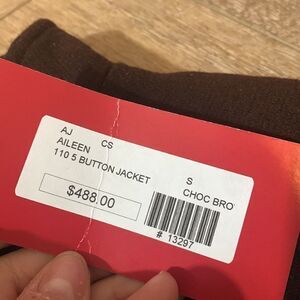 AJ CS
AILEEN
110 5 BUTTON JACKET S
$488.00 CHOC BRO
# 13297